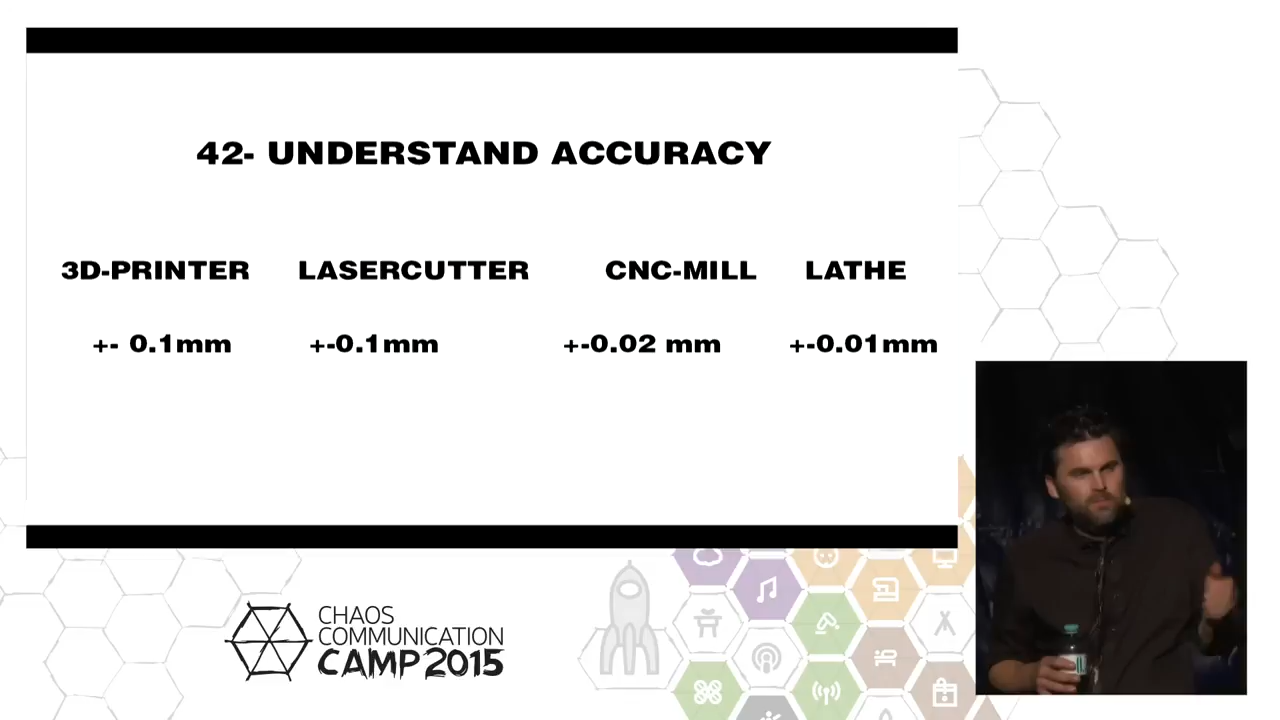 42- UNDERSTAND ACCURACY
3D-PRINTER LASERCUTTER CNC-MILL LATHE
+- 0.1mm +-0.1mm +-0.02 mm +-0.01mm
CHAOS
COMMUNICATION
CAMP 2015